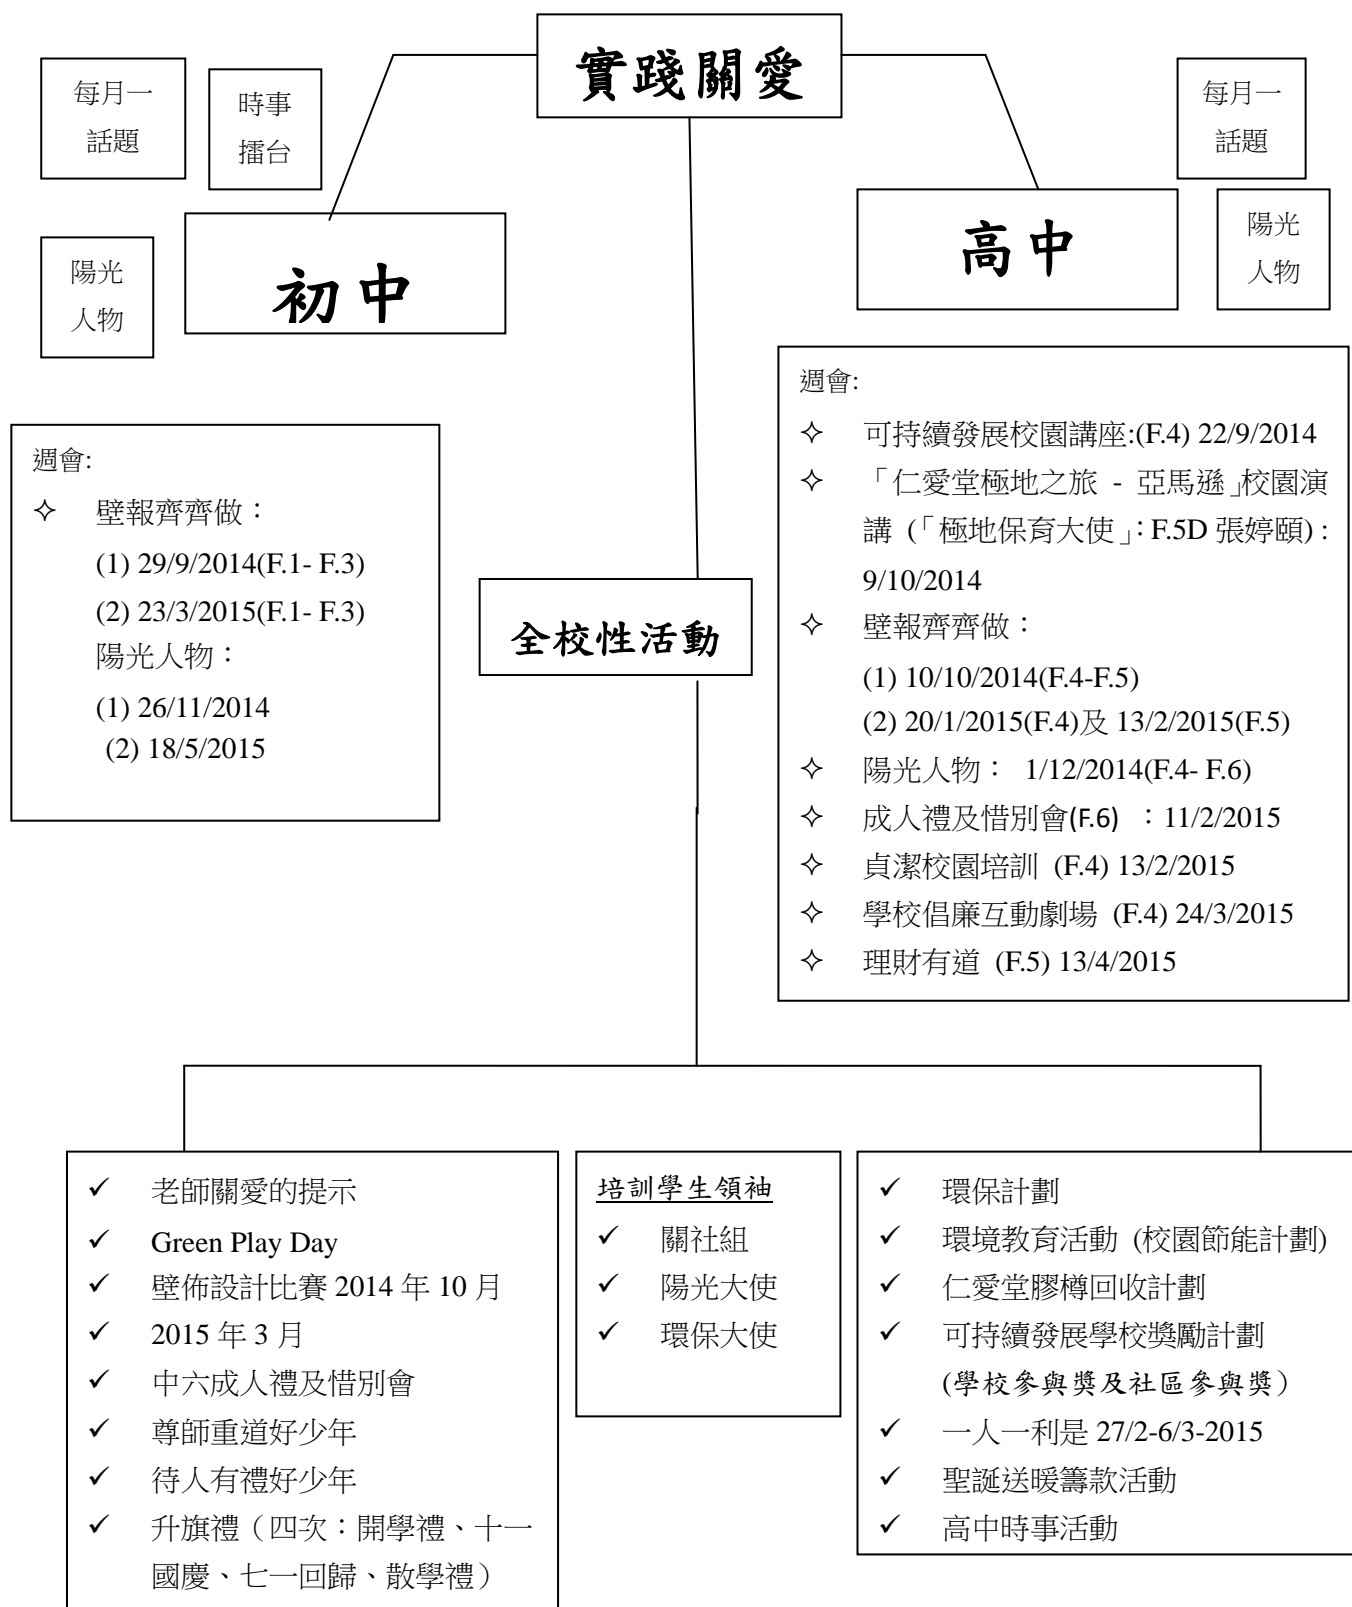 實踐關愛
每月一
話題
時事
擂台
每月一
話題
初中
高中
陽光
人物
陽光
人物
週會:
✧ 壁報齊齊做：
(1) 29/9/2014(F.1- F.3)
(2) 23/3/2015(F.1- F.3)
陽光人物：
(1) 26/11/2014
(2) 18/5/2015
全校性活動
週會:
✧ 可持續發展校園講座:(F.4) 22/9/2014
✧ 「仁愛堂極地之旅 - 亞馬遜」校園演
講 (「極地保育大使」: F.5D 張婷頤) :
9/10/2014
✧ 壁報齊齊做：
(1) 10/10/2014(F.4-F.5)
(2) 20/1/2015(F.4)及 13/2/2015(F.5)
✧ 陽光人物： 1/12/2014(F.4- F.6)
✧ 成人禮及惜別會(F.6) ：11/2/2015
✧ 貞潔校園培訓 (F.4) 13/2/2015
✧ 學校倡廉互動劇場 (F.4) 24/3/2015
✧ 理財有道 (F.5) 13/4/2015
✓ 老師關愛的提示
✓ Green Play Day
✓ 壁佈設計比賽 2014 年 10 月
✓ 2015 年 3 月
✓ 中六成人禮及惜別會
✓ 尊師重道好少年
✓ 待人有禮好少年
✓ 升旗禮（四次：開學禮、十一
國慶、七一回歸、散學禮）
培訓學生領袖
✓ 關社組
✓ 陽光大使
✓ 環保大使
✓ 環保計劃
✓ 環境教育活動 (校園節能計劃)
✓ 仁愛堂膠樽回收計劃
✓ 可持續發展學校獎勵計劃
(學校參與獎及社區參與獎）
✓ 一人一利是 27/2-6/3-2015
✓ 聖誕送暖籌款活動
✓ 高中時事活動